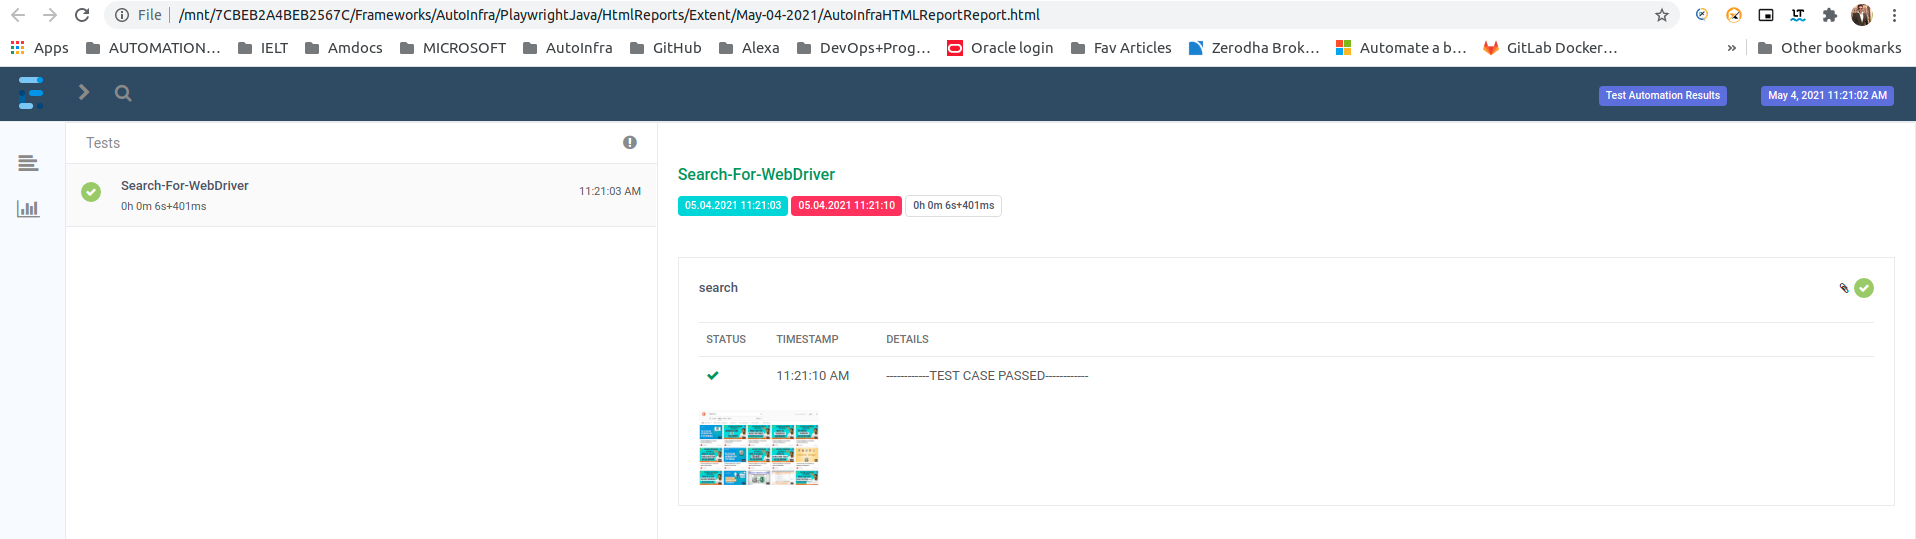 File /mnt/7CBEB2A4BEB2567C/Frameworks/AutoInfra/PlaywrightJava/HtmlReports/Extent/May-04-2021/AutoInfraHTMLReportReport.html
LT
Apps AUTOMATION... IELT Amdocs MICROSOFT AutoInfra GitHub Alexa DevOps+Prog... Oracle login Fav Articles Zerodha Brok... Automate a b... GitLab Docker... » Other bookmarks
Test Automation Results May 4, 2021 11:21:02 AM
Tests
Search-For-WebDriver 11:21:03 AM
0h 0m 6s+401ms
Search-For-WebDriver
05.04.2021 11:21:03 05.04.2021 11:21:10 0h 0m 6s+401ms
search
STATUS TIMESTAMP DETAILS
11:21:10 AM ------------TEST CASE PASSED------------